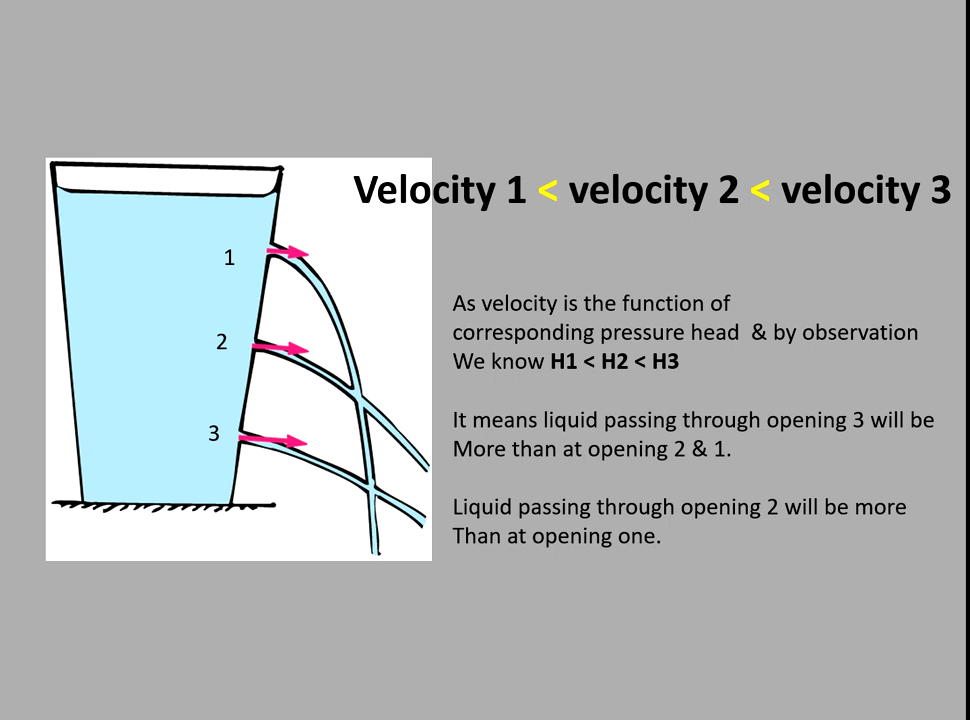 Velocity 1 < velocity 2 < velocity 3
1
2
3
As velocity is the function of
corresponding pressure head & by observation
We know H1 < H2 < H3
It means liquid passing through opening 3 will be
More than at opening 2 & 1.
Liquid passing through opening 2 will be more
Than at opening one.